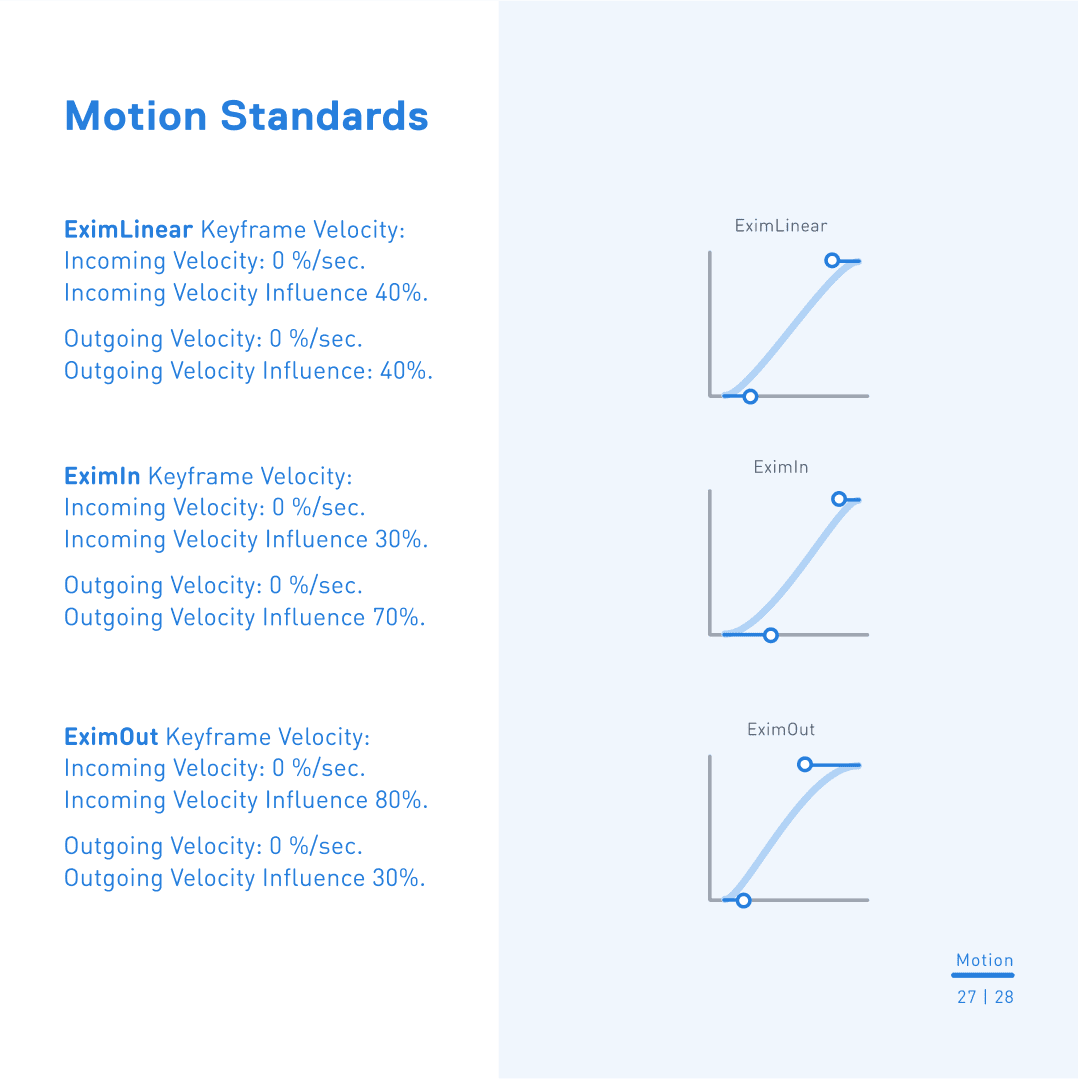 Motion Standards
EximLinear Keyframe Velocity:
Incoming Velocity: 0 %/sec.
Incoming Velocity Influence 40%.
Outgoing Velocity: 0 %/sec.
Outgoing Velocity Influence: 40%.
EximIn Keyframe Velocity:
Incoming Velocity: 0 %/sec.
Incoming Velocity Influence 30%.
Outgoing Velocity: 0 %/sec.
Outgoing Velocity Influence 70%.
EximOut Keyframe Velocity:
Incoming Velocity: 0 %/sec.
Incoming Velocity Influence 80%.
Outgoing Velocity: 0 %/sec.
Outgoing Velocity Influence 30%.
EximLinear
EximIn
EximOut
Motion
27 | 28